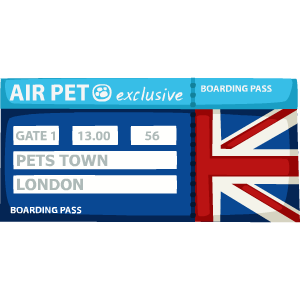 AIR PET exclusive BOARDING PASS
GATE 1 13.00 56
PETS TOWN
LONDON
BOARDING PASS